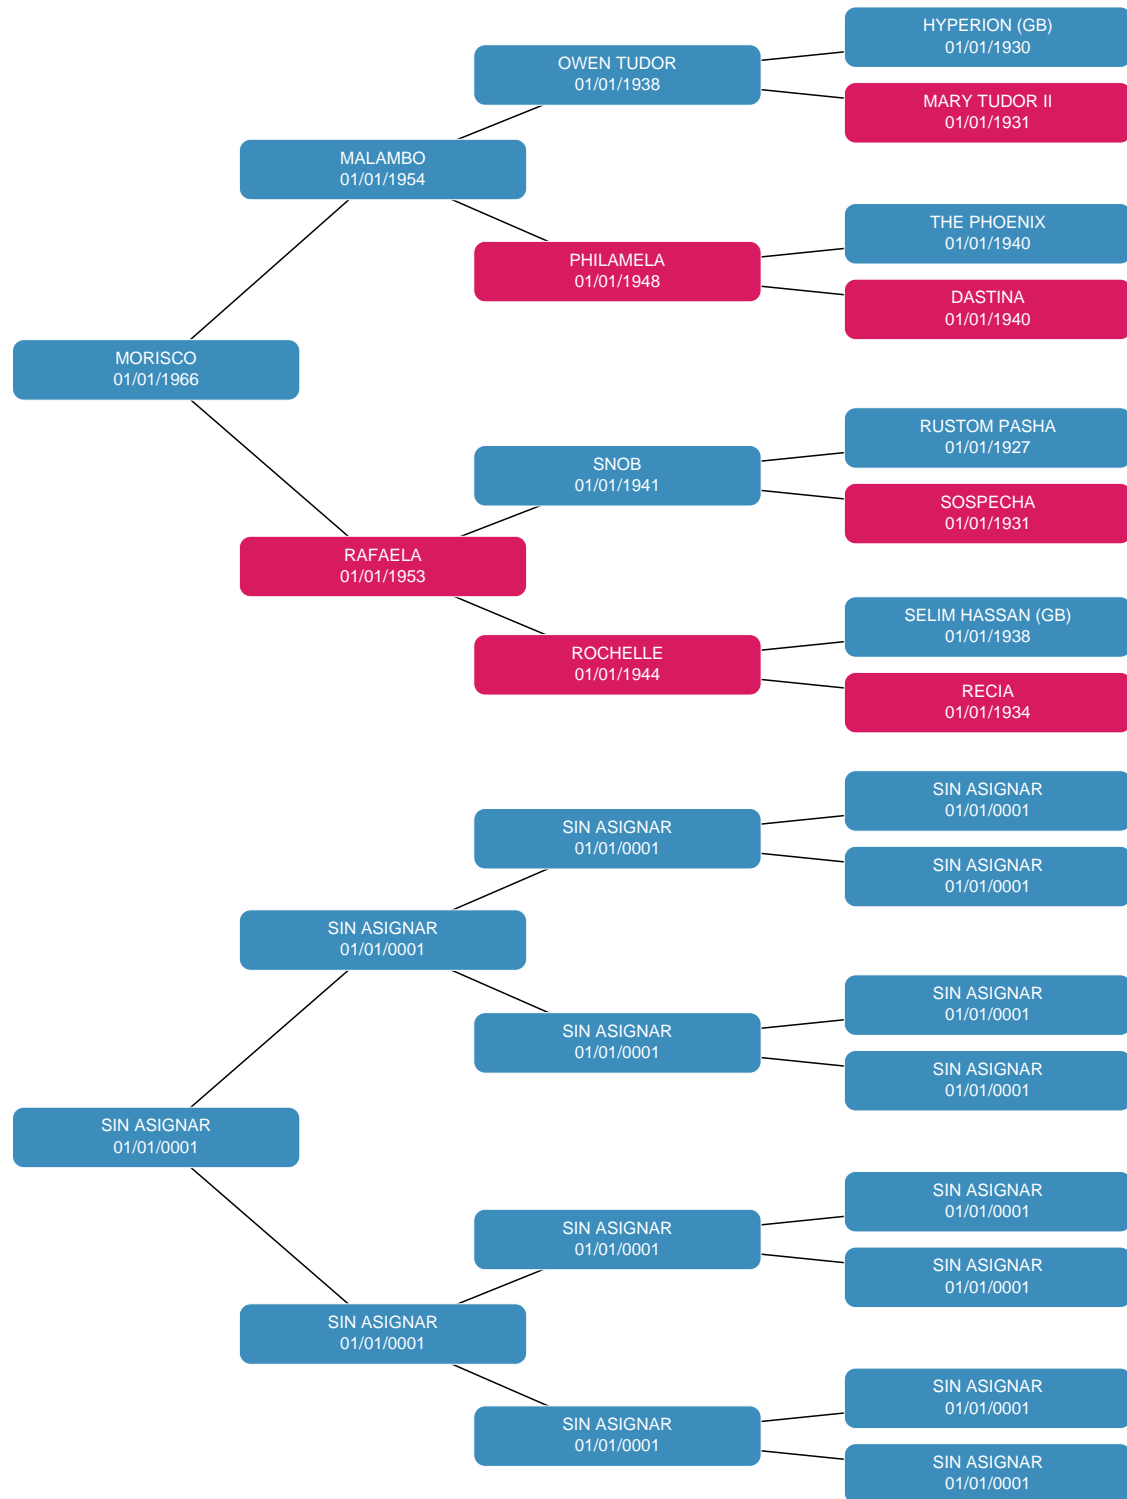 HYPERION (GB)
01/01/1930
OWEN TUDOR
01/01/1938
MARY TUDOR II
01/01/1931
MALAMBO
01/01/1954
THE PHOENIX
01/01/1940
PHILAMELA
01/01/1948
DASTINA
01/01/1940
MORISCO
01/01/1966
RUSTOM PASHA
01/01/1927
SNOB
01/01/1941
SOSPECHA
01/01/1931
RAFAELA
01/01/1953
SELIM HASSAN (GB)
01/01/1938
ROCHELLE
01/01/1944
RECIA
01/01/1934
SIN ASIGNAR
01/01/0001
SIN ASIGNAR
01/01/0001
SIN ASIGNAR
01/01/0001
SIN ASIGNAR
01/01/0001
SIN ASIGNAR
01/01/0001
SIN ASIGNAR
01/01/0001
SIN ASIGNAR
01/01/0001
SIN ASIGNAR
01/01/0001
SIN ASIGNAR
01/01/0001
SIN ASIGNAR
01/01/0001
SIN ASIGNAR
01/01/0001
SIN ASIGNAR
01/01/0001
SIN ASIGNAR
01/01/0001
SIN ASIGNAR
01/01/0001
SIN ASIGNAR
01/01/0001